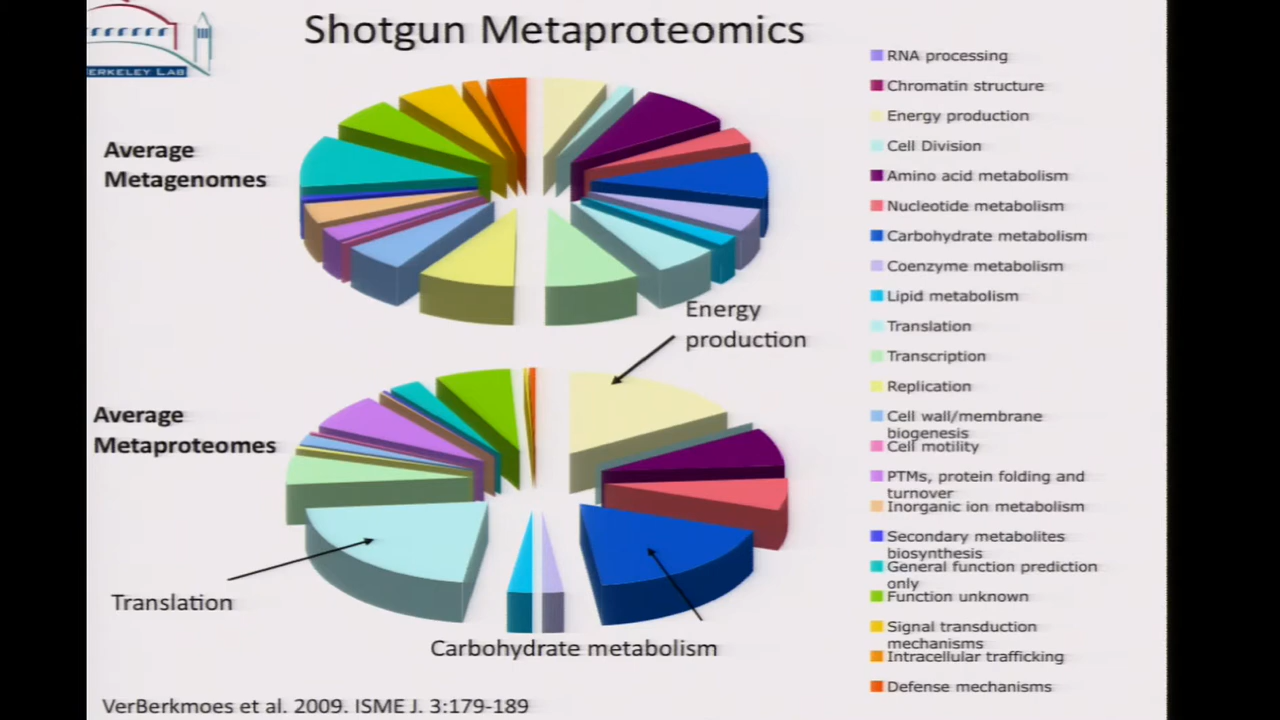 Shotgun Metaproteomics
ERKELEY LAB
Average
Metagenomes
Energy
production
Average
Metaproteomes
Translation
Carbohydrate metabolism
VerBerkmoes et al. 2009. ISME J. 3:179-189
RNA processing
Chromatin structure
Energy production
Cell Division
Amino acid metabolism
Nucleotide metabolism
Carbohydrate metabolism
Coenzyme metabolism
Lipid metabolism
Translation
Transcription
Replication
Cell wall/membrane
biogenesis
Cell motility
PTMs, protein folding and
turnover
Inorganic ion metabolism
Secondary metabolites
biosynthesis
General function prediction
only
Function unknown
Signal transduction
mechanisms
Intracellular trafficking
Defense mechanisms